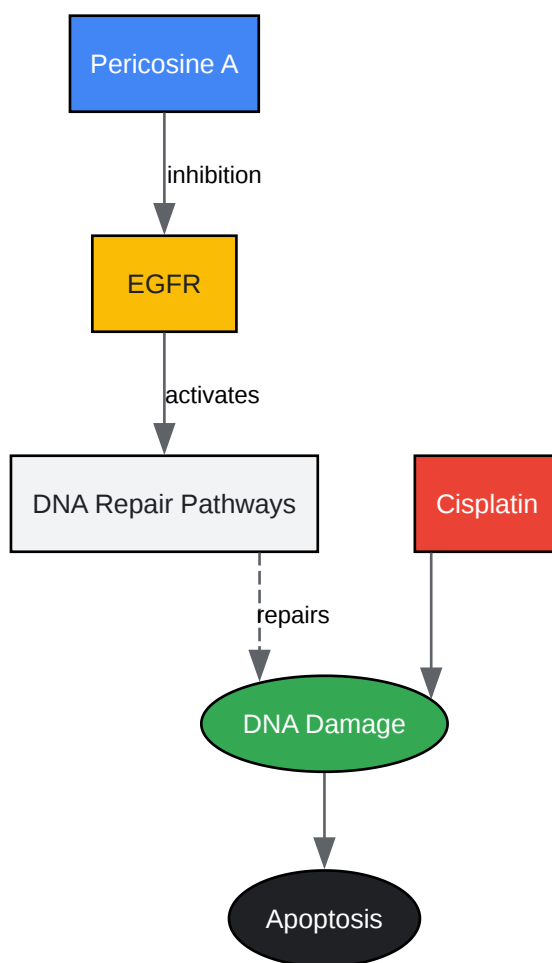 Pericosine A
inhibition
EGFR
activates
DNA Repair Pathways
Cisplatin
repairs
DNA Damage
Apoptosis